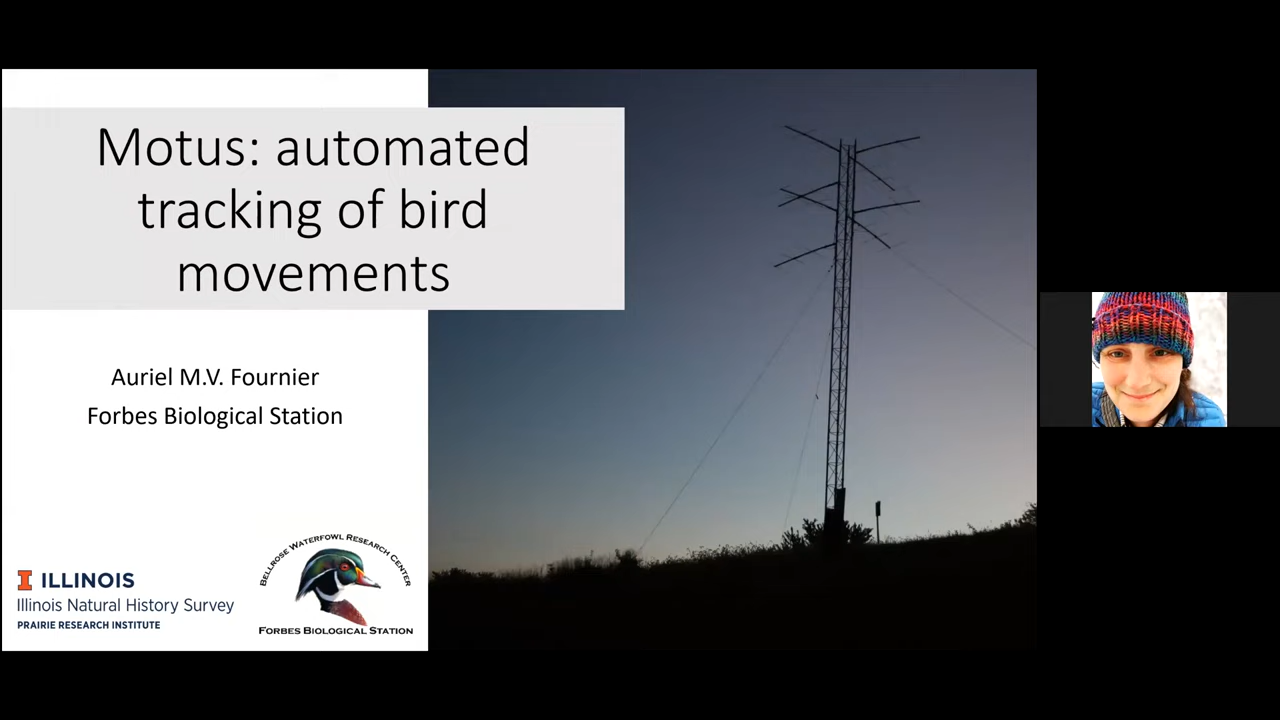 Motus: automated
tracking of bird
movements
Auriel M.V. Fournier
Forbes Biological Station
ILLINOIS
Illinois Natural History Survey
PRAIRIE RESEARCH INSTITUTE
BELLROSE WATERFOWL RESEARCH CENTER
FORBES BIOLOGICAL STATION